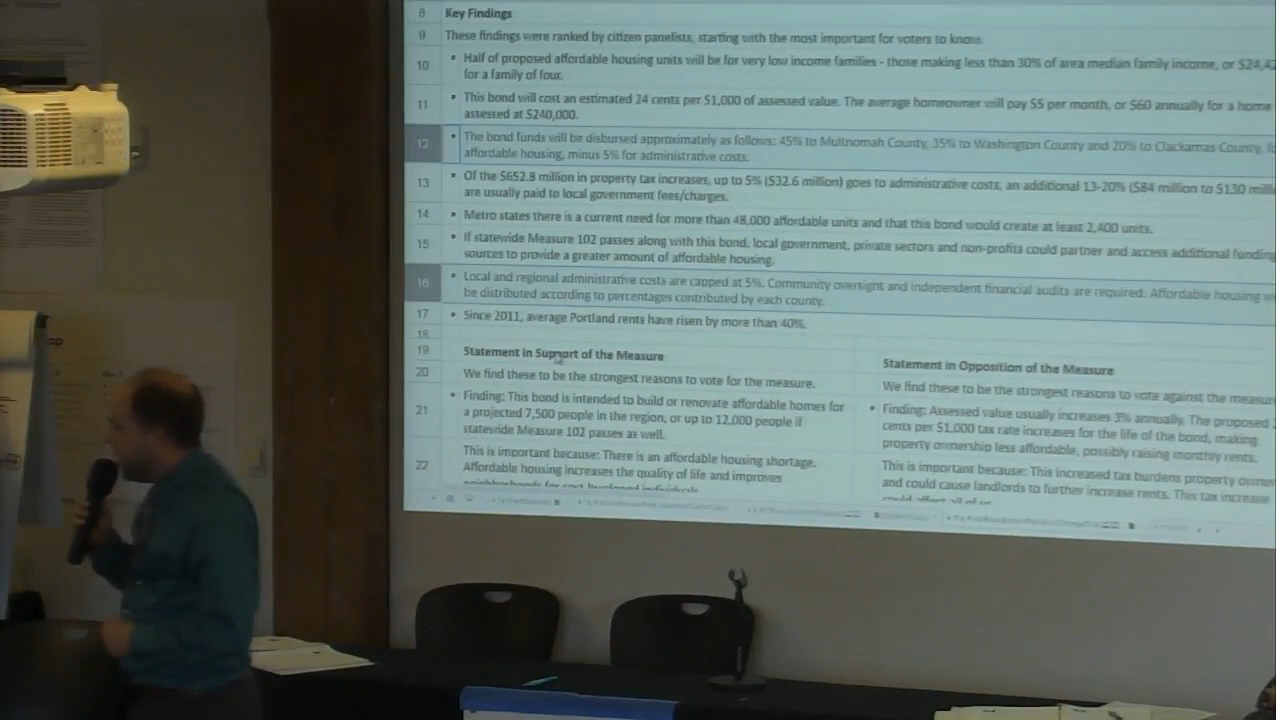 8 Key Findings
9 These findings were ranked by citizen panelists, starting with the most important for voters to know.
10 • Half of proposed affordable housing units will be for very low income families - those making less than 30% of area median family income, or $24,42
for a family of four.
11 • This bond will cost an estimated 24 cents per $1,000 of assessed value. The average homeowner will pay $5 per month, or $60 annually for a home
assessed at $240,000.
12 • The bond funds will be disbursed approximately as follows: 45% to Multnomah County, 35% to Washington County and 20% to Clackamas County,
affordable housing, minus 5% for administrative costs.
13 • Of the $652.8 million in property tax increases, up to 5% ($32.6 million) goes to administrative costs, an additional 13-20% ($84 million to $130 mill
are usually paid to local government fees/charges.
14 • Metro states there is a current need for more than 48,000 affordable units and that this bond would create at least 2,400 units.
15 • If statewide Measure 102 passes along with this bond, local government, private sectors and non-profits could partner and access additional funding
sources to provide a greater amount of affordable housing.
16 • Local and regional administrative costs are capped at 5%. Community oversight and independent financial audits are required. Affordable housing w
be distributed according to percentages contributed by each county.
17 • Since 2011, average Portland rents have risen by more than 40%.
18
19 Statement in Support of the Measure
20 We find these to be the strongest reasons to vote for the measure.
21 • Finding: This bond is intended to build or renovate affordable homes for
a projected 7,500 people in the region, or up to 12,000 people if
statewide Measure 102 passes as well.
22 This is important because: There is an affordable housing shortage.
Affordable housing increases the quality of life and improves
neighborhoods for cost burdened individuals
Statement in Opposition of the Measure
We find these to be the strongest reasons to vote against the measure
• Finding: Assessed value usually increases 3% annually. The proposed
cents per $1,000 tax rate increases for the life of the bond, making
property ownership less affordable, possibly raising monthly rents.
This is important because: This increased tax burdens property owne
and could cause landlords to further increase rents. This tax increase
could affect all of us